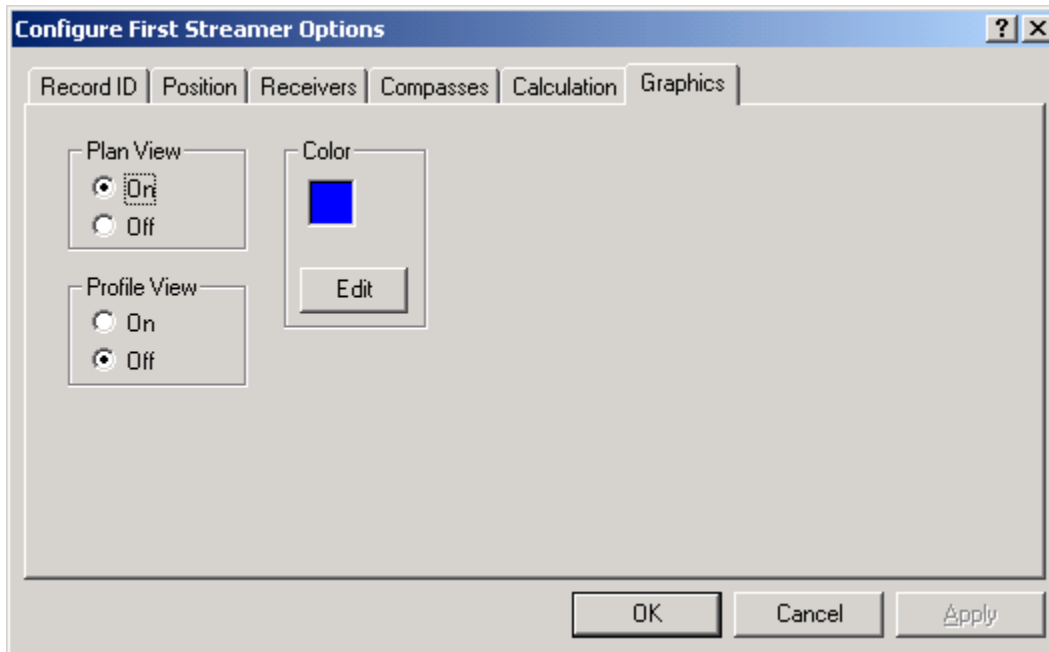 Configure First Streamer Options
Record ID Position Receivers Compasses Calculation Graphics
Plan View
On
Off
Profile View
On
Off
Color
Edit
OK Cancel Apply